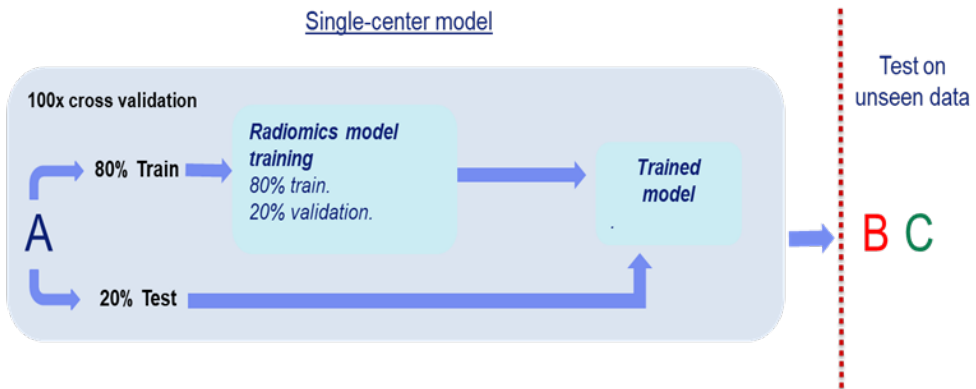 Single-center model
Test on
unseen data
100x cross validation
Radiomics model
training
80% train.
20% validation.
80% Train
Trained
model
.
A
B C
20% Test